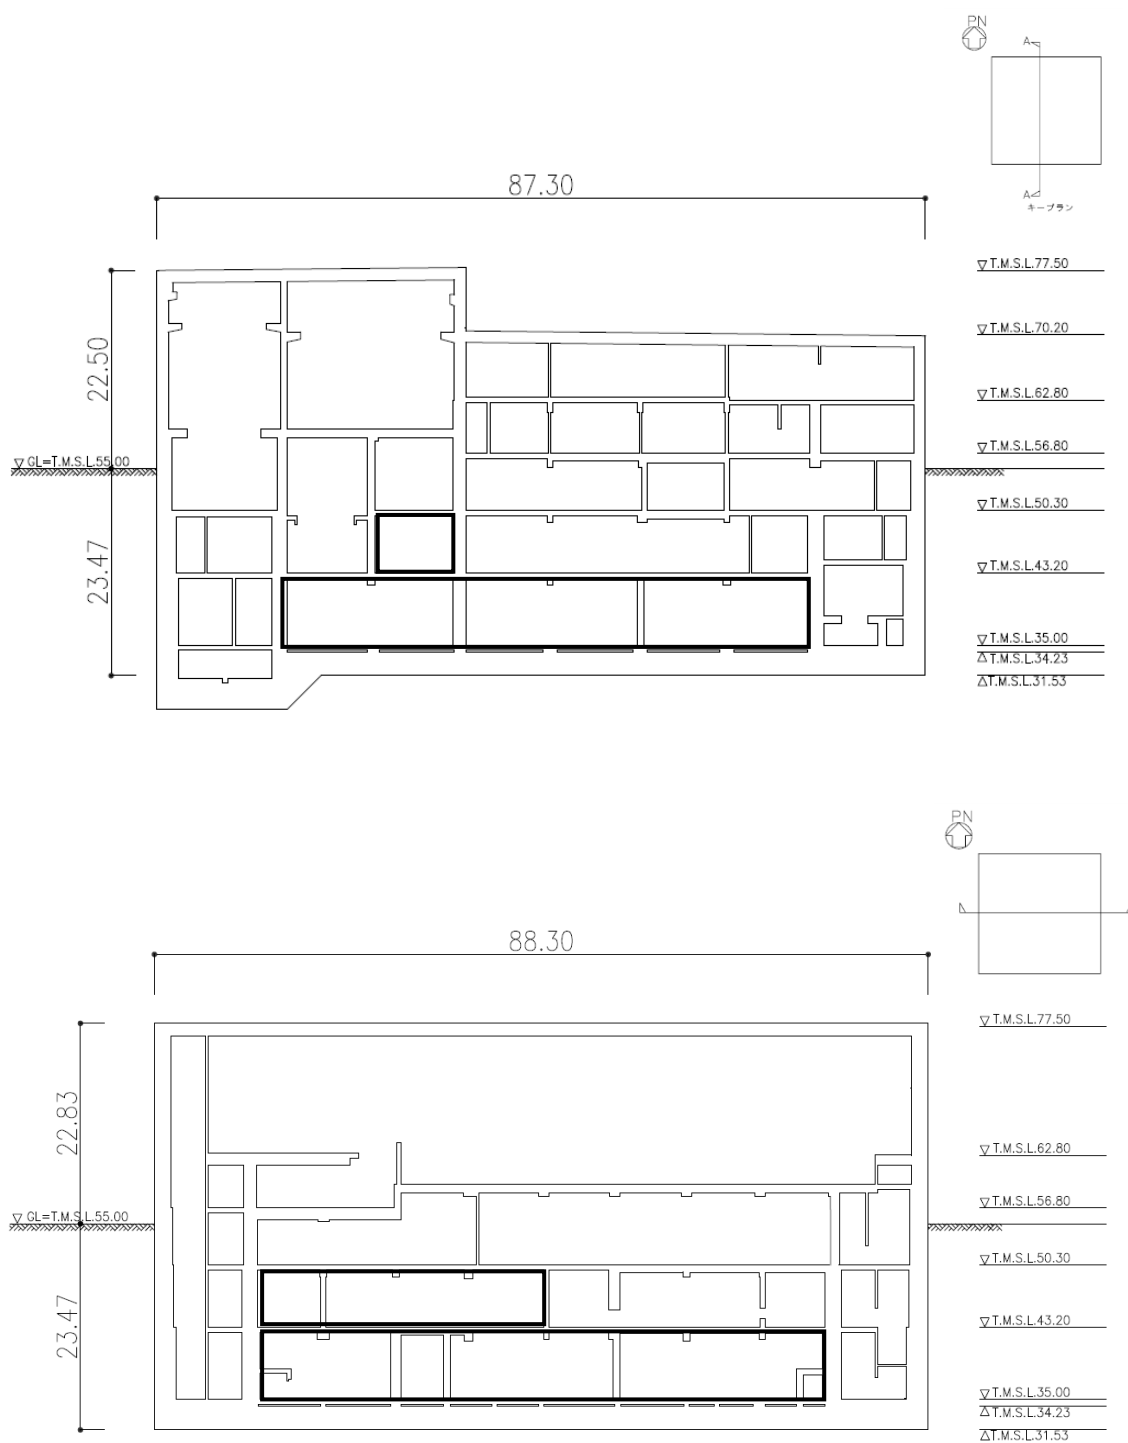 PN
A
A
キープラン
87.30
▽T.M.S.L.77.50
▽T.M.S.L.70.20
22.50
▽T.M.S.L.62.80
▽T.M.S.L.56.80
▽GL=T.M.S.L.55.00
▽T.M.S.L.50.30
23.47
▽T.M.S.L.43.20
▽T.M.S.L.35.00
△T.M.S.L.34.23
△T.M.S.L.31.53
PN
88.30
▽T.M.S.L.77.50
22.83
▽T.M.S.L.62.80
▽T.M.S.L.56.80
▽GL=T.M.S.L.55.00
▽T.M.S.L.50.30
23.47
▽T.M.S.L.43.20
▽T.M.S.L.35.00
△T.M.S.L.34.23
△T.M.S.L.31.53